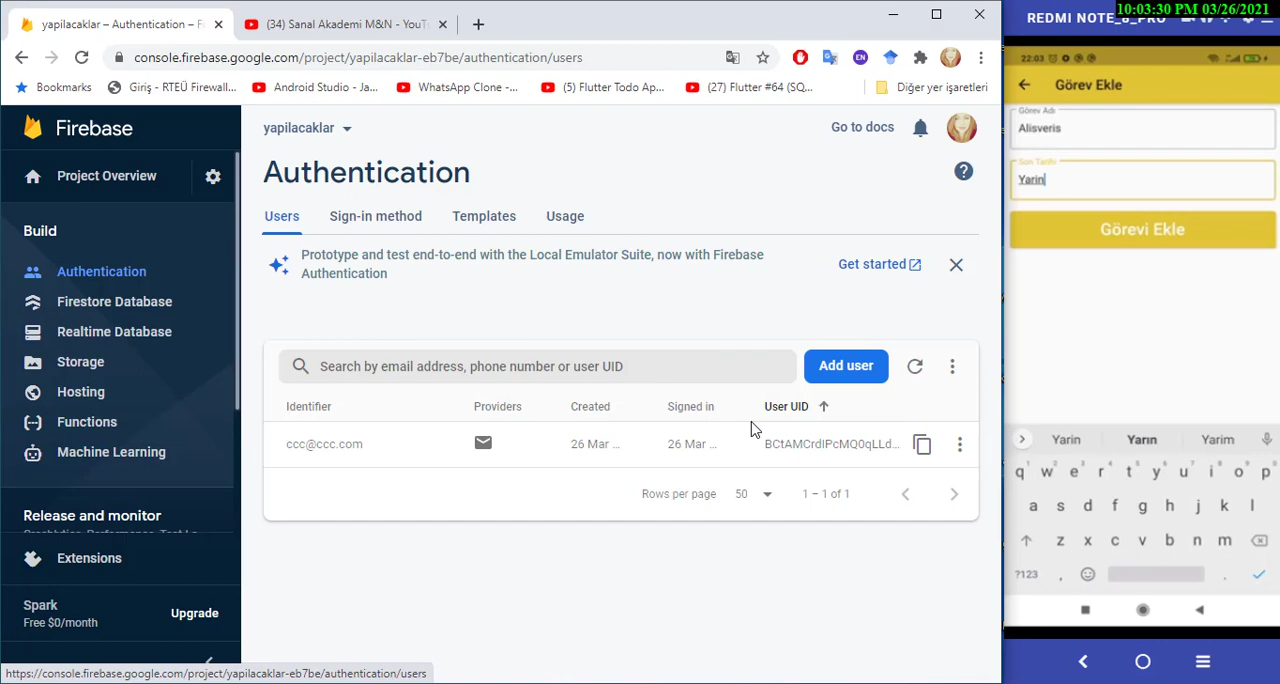 yapilacaklar – Authentication – Fi
(34) Sanal Akademi M&N - YouTu
console.firebase.google.com/project/yapilacaklar-eb7be/authentication/users
Bookmarks
Giriş - RTEÜ Firewall...
Android Studio - Ja...
WhatsApp Clone -...
(5) Flutter Todo Ap...
(27) Flutter #64 (SQ...
Diğer yer işaretleri
Firebase
Project Overview
Build
Authentication
Firestore Database
Realtime Database
Storage
Hosting
Functions
Machine Learning
Release and monitor
Extensions
Spark
Free $0/month
Upgrade
yapilacaklar
Go to docs
Authentication
Users
Sign-in method
Templates
Usage
Prototype and test end-to-end with the Local Emulator Suite, now with Firebase
Authentication
Get started
Search by email address, phone number or user UID
Add user
Identifier
Providers
Created
Signed in
User UID
ccc@ccc.com
26 Mar ...
26 Mar ...
BCtAMCrdIPcMQ0qLLd...
Rows per page
50
1 – 1 of 1
https://console.firebase.google.com/project/yapilacaklar-eb7be/authentication/users
10:03:30 PM 03/26/2021
REDMI NOTE_8_PRO
22:03
Görev Ekle
Görev Adı
Alisveris
Son Tarihi
Yarin
Görevi Ekle
Yarin
Yarın
Yarim
q w e r t y u i o p
a s d f g h j k l
z x c v b n m
?123 , .